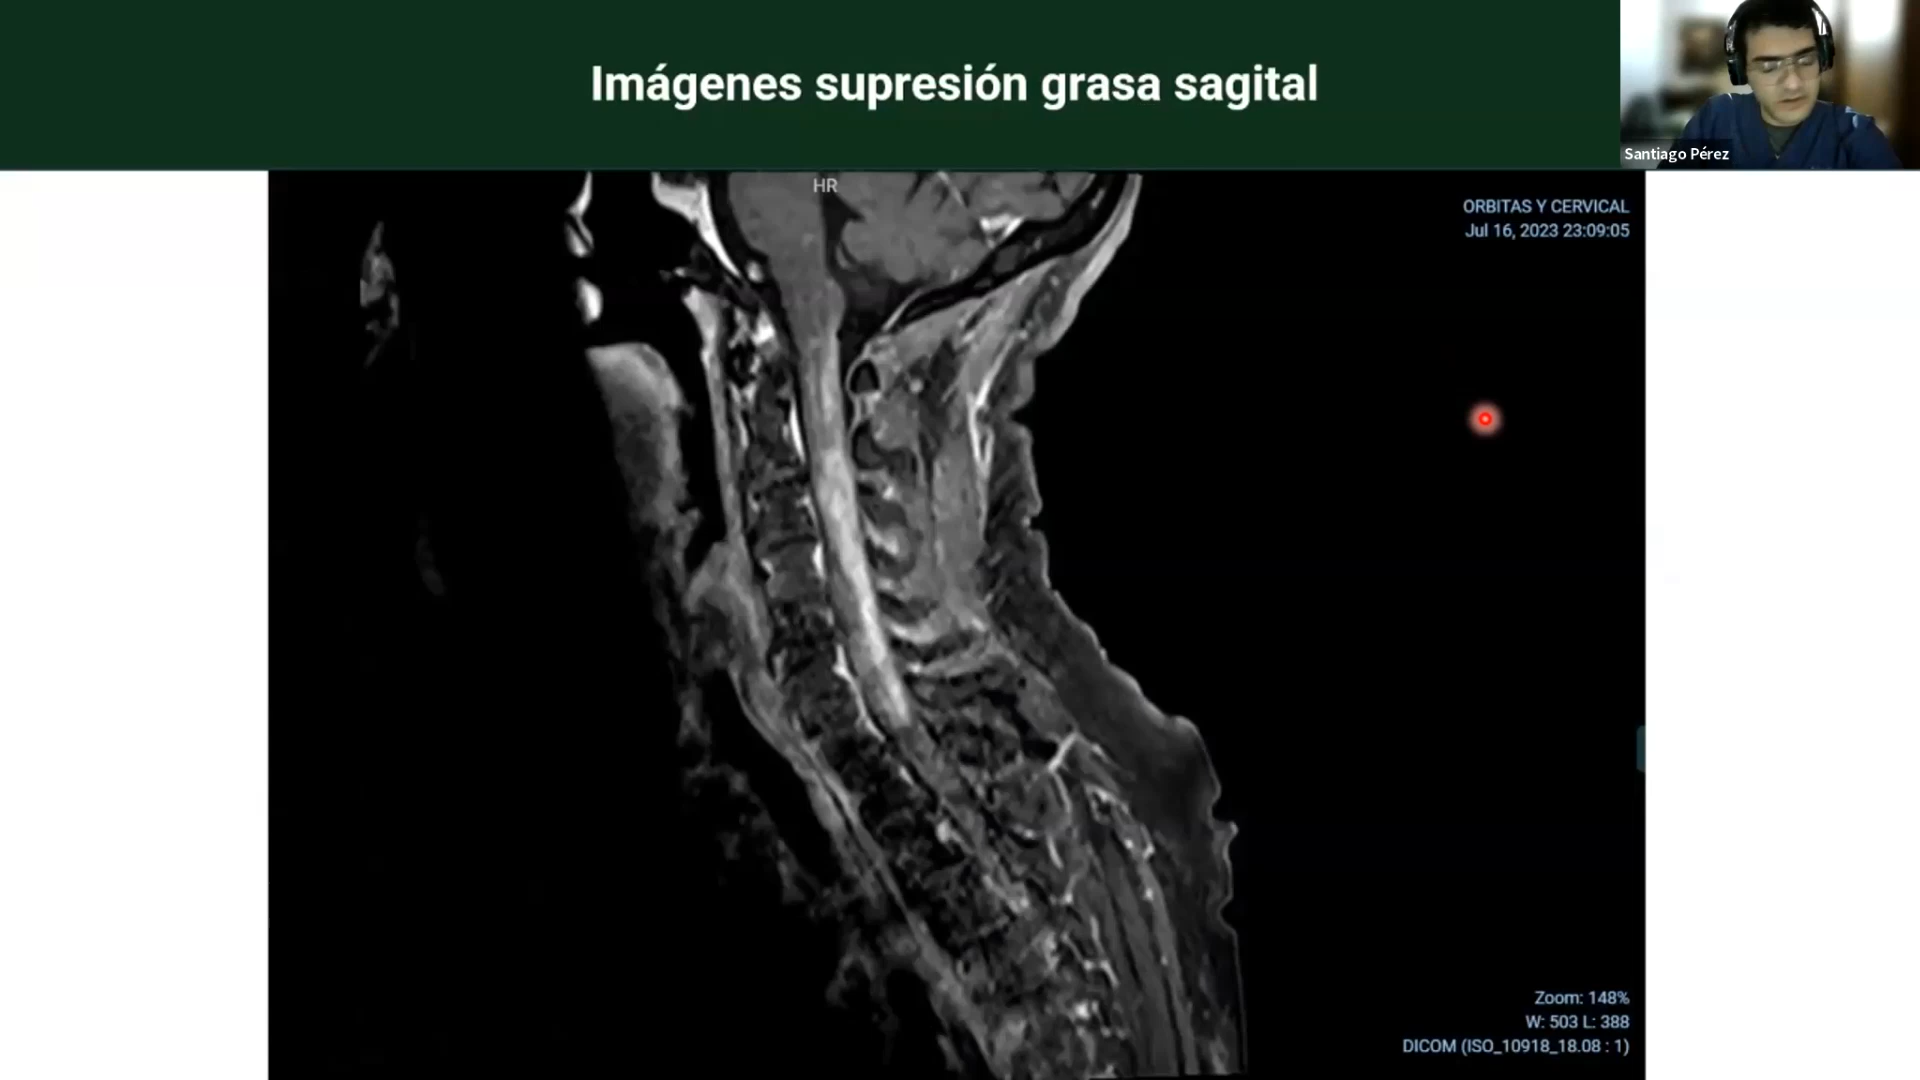 Imágenes supresión grasa sagital
Santiago Pérez
HR
ORBITAS Y CERVICAL
Jul 16, 2023 23:09:05
Zoom: 148%
W: 503 L: 388
DICOM (ISO_10918_18.08 : 1)